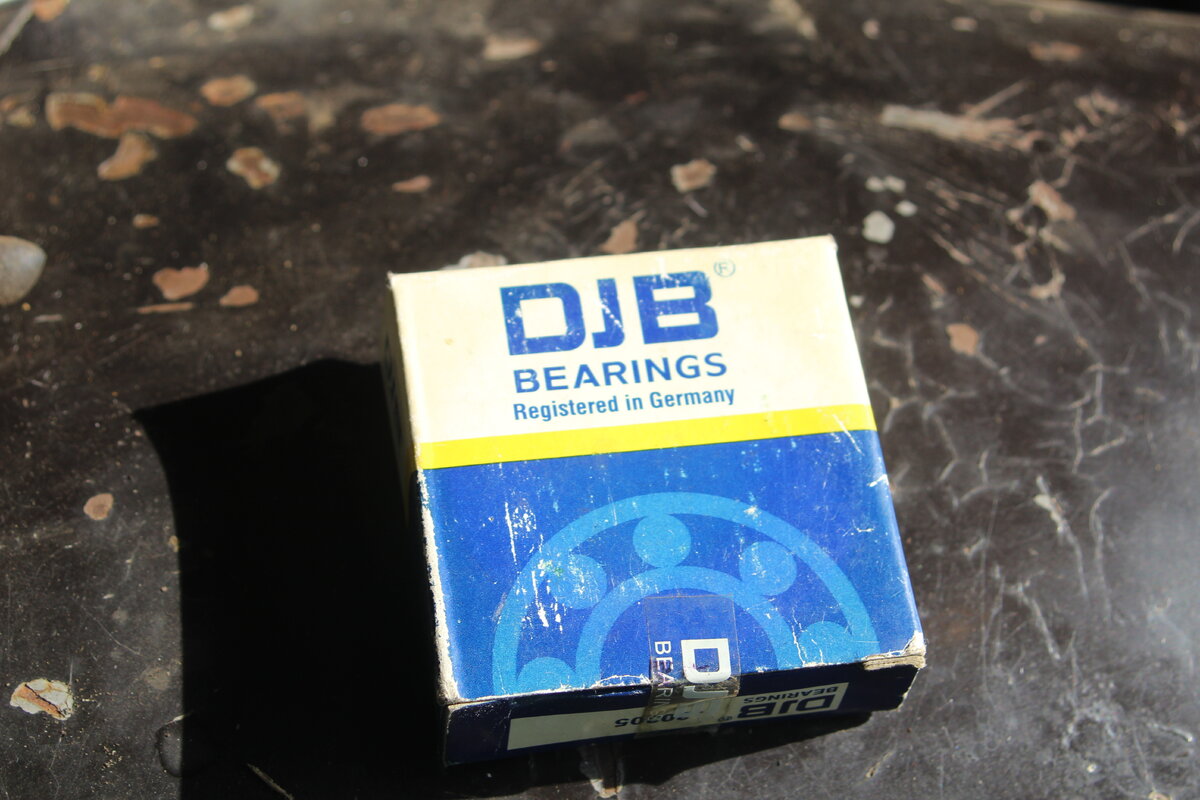 DJB®
BEARINGS
Registered in Germany
DJB
BEARINGS